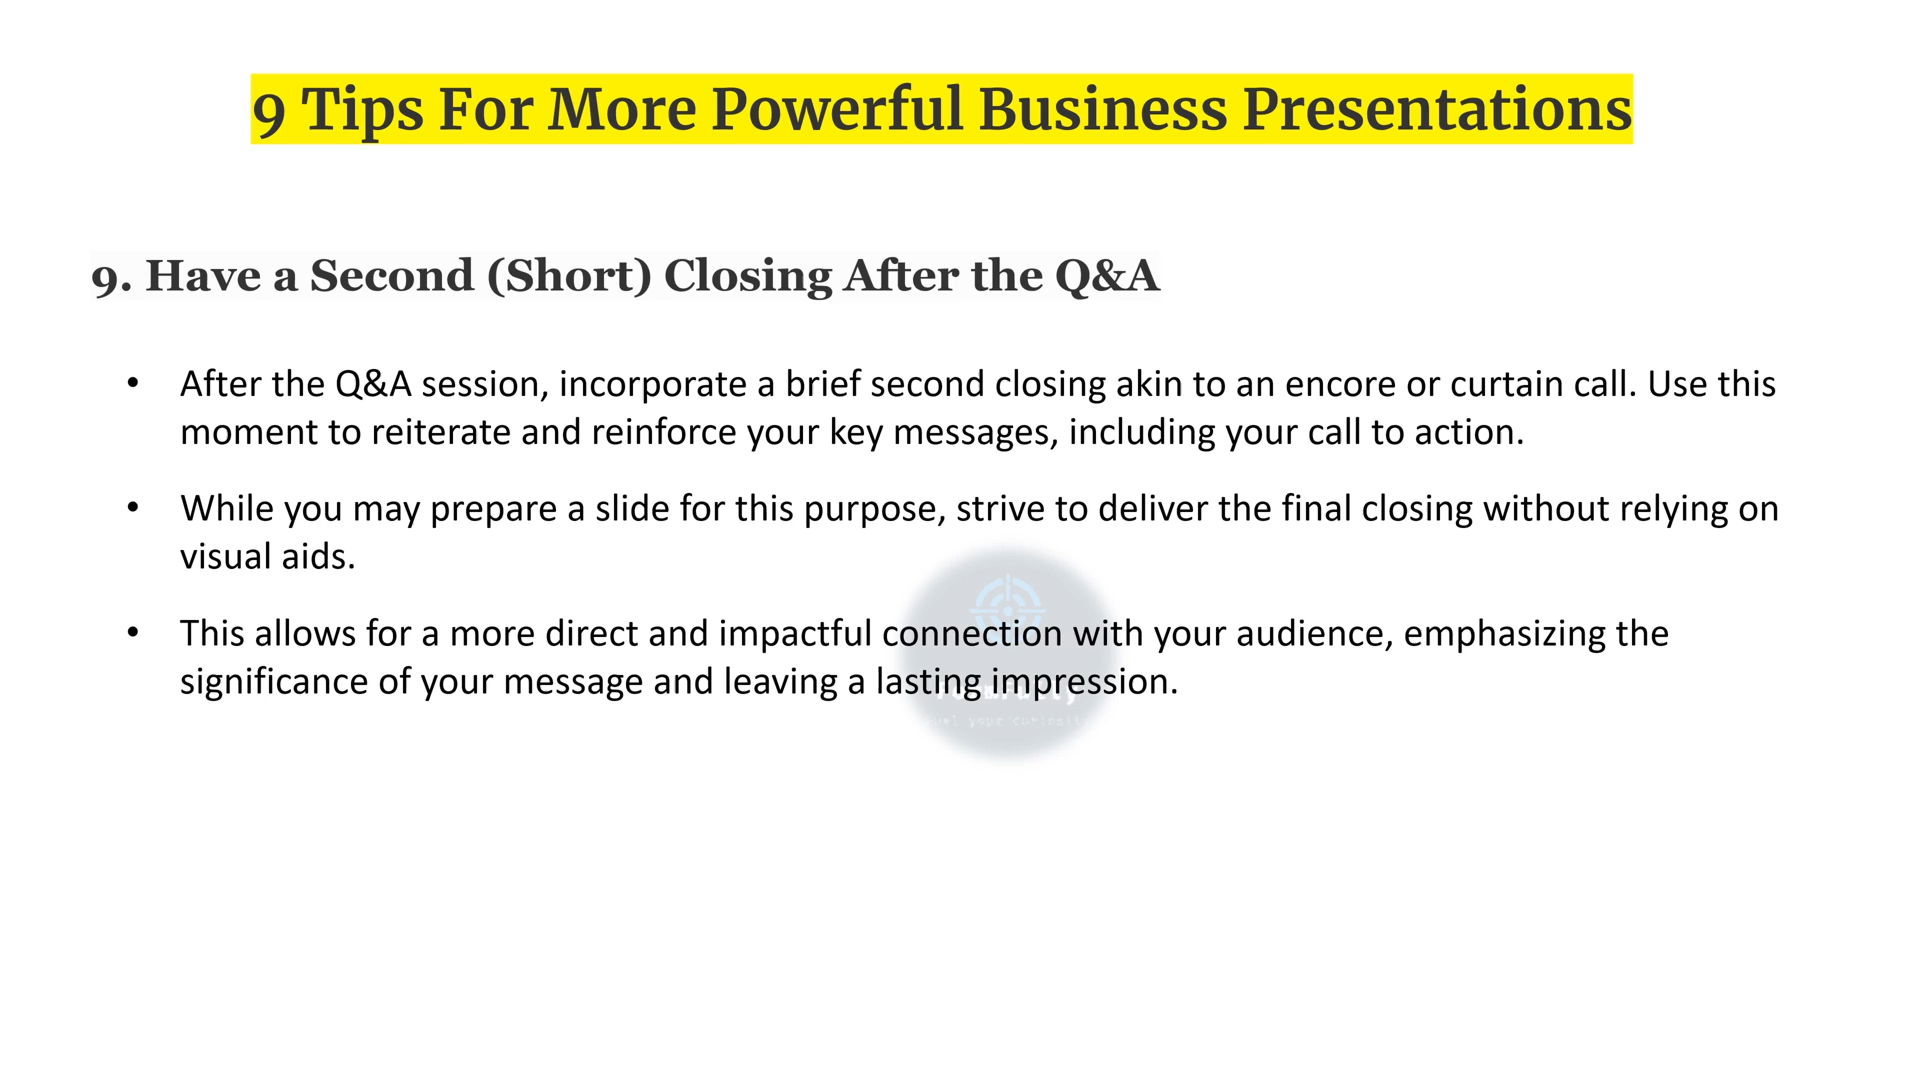 9 Tips For More Powerful Business Presentations
9. Have a Second (Short) Closing After the Q&A
• After the Q&A session, incorporate a brief second closing akin to an encore or curtain call. Use this
moment to reiterate and reinforce your key messages, including your call to action.
• While you may prepare a slide for this purpose, strive to deliver the final closing without relying on
visual aids.
• This allows for a more direct and impactful connection with your audience, emphasizing the
significance of your message and leaving a lasting impression.